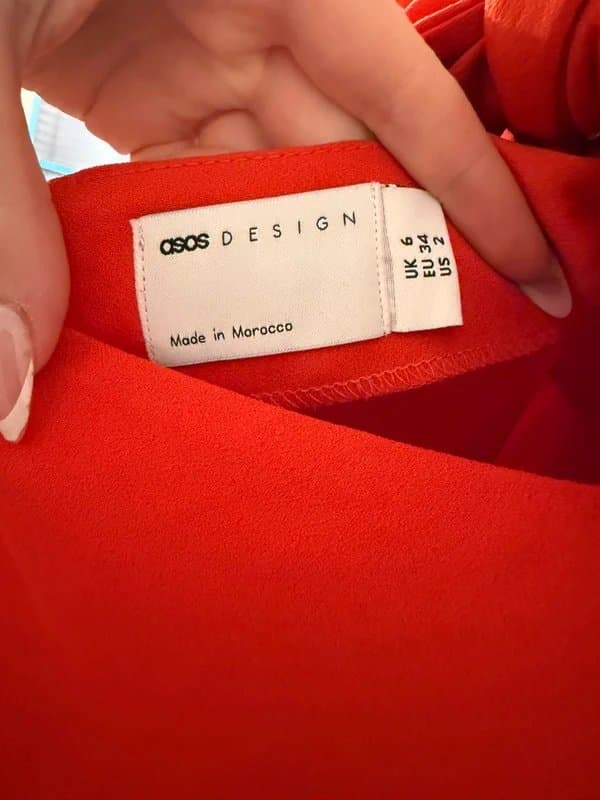 asos DESIGN
Made in Morocco
UK 6
EU 34
US 2